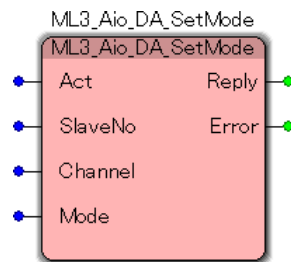 ML3_Aio_DA_SetMode
ML3_Aio_DA_SetMode
Act Reply
SlaveNo Error
Channel
Mode